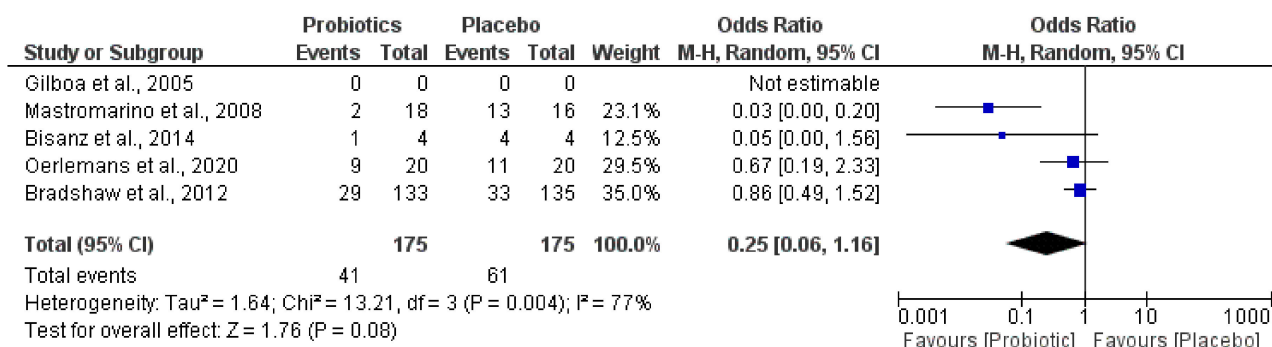 Probiotics Placebo Odds Ratio Odds Ratio
Study or Subgroup Events Total Events Total Weight M-H, Random, 95% CI M-H, Random, 95% CI
Gilboa et al., 2005 0 0 0 0 Not estimable
Mastromarino et al., 2008 2 18 13 16 23.1% 0.03 [0.00, 0.20]
Bisanz et al., 2014 1 4 4 4 12.5% 0.05 [0.00, 1.56]
Oerlemans et al., 2020 9 20 11 20 29.5% 0.67 [0.19, 2.33]
Bradshaw et al., 2012 29 133 33 135 35.0% 0.86 [0.49, 1.52]
Total (95% CI) 175 175 100.0% 0.25 [0.06, 1.16]
Total events 41 61
Heterogeneity: Tau² = 1.64; Chi² = 13.21, df = 3 (P = 0.004); I² = 77%
Test for overall effect: Z = 1.76 (P = 0.08)
0.001 0.1 1 10 1000
Favours [Probiotic] Favours [Placebo]